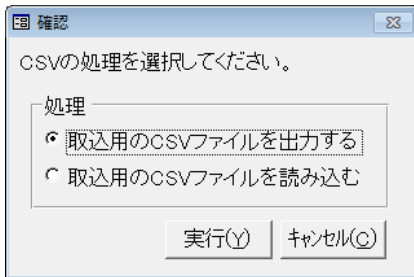 確認
CSVの処理を選択してください。
処理
取込用のCSVファイルを出力する
取込用のCSVファイルを読み込む
実行(Y) キャンセル(C)